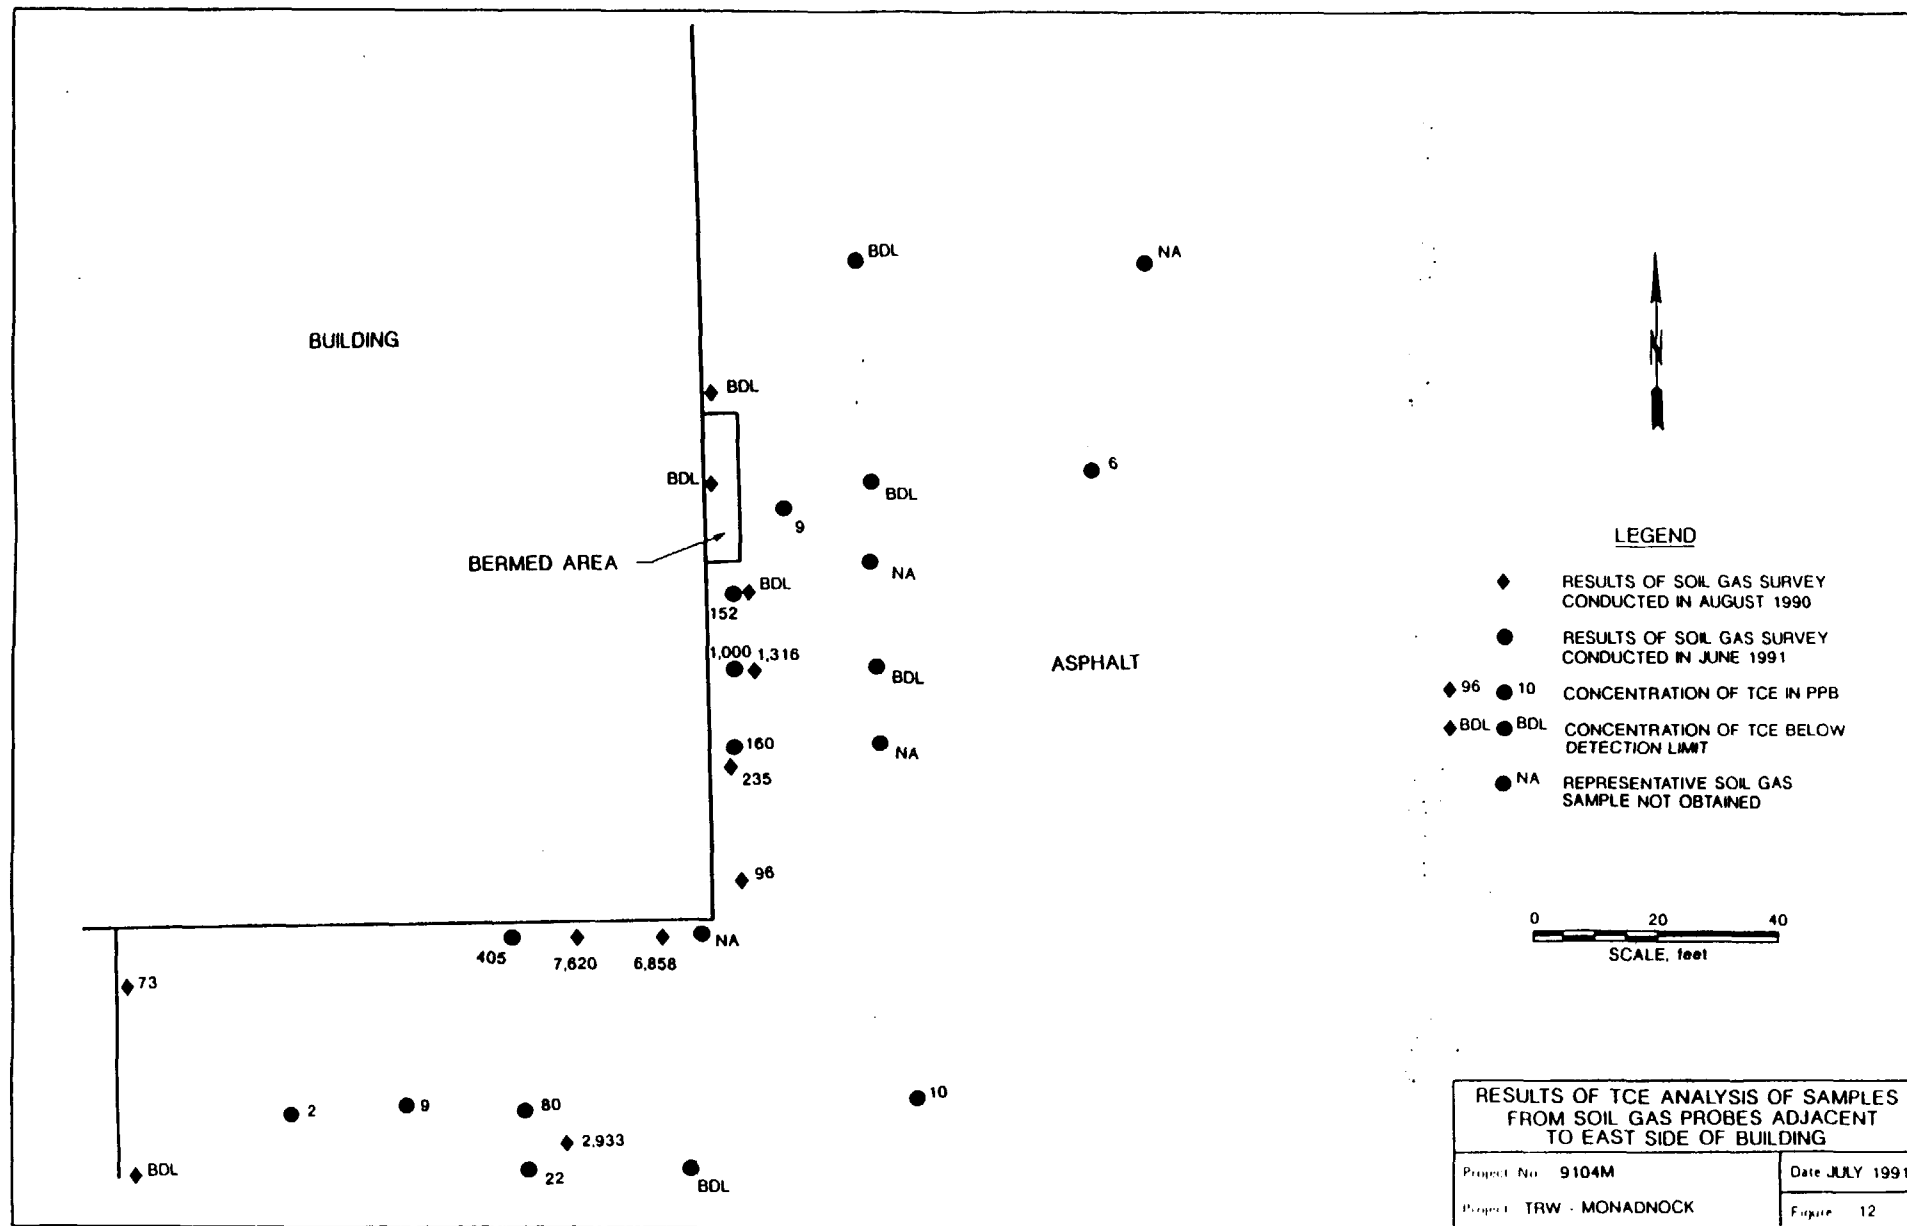 BDL
NA
BUILDING
BDL
BDL
6
BDL
9
BERMED AREA
NA
BDL
152
1,000
1,316
BDL
ASPHALT
160
NA
235
96
NA
405
7,620
6,858
73
2
9
80
10
2,933
BDL
22
BDL
N
LEGEND
RESULTS OF SOIL GAS SURVEY
CONDUCTED IN AUGUST 1990
RESULTS OF SOIL GAS SURVEY
CONDUCTED IN JUNE 1991
96 10 CONCENTRATION OF TCE IN PPB
BDL BDL CONCENTRATION OF TCE BELOW
DETECTION LIMIT
NA REPRESENTATIVE SOIL GAS
SAMPLE NOT OBTAINED
0 20 40
SCALE, feet
RESULTS OF TCE ANALYSIS OF SAMPLES
FROM SOIL GAS PROBES ADJACENT
TO EAST SIDE OF BUILDING
Project No 9104M
Date JULY 1991
Project TRW - MONADNOCK
Figure 12